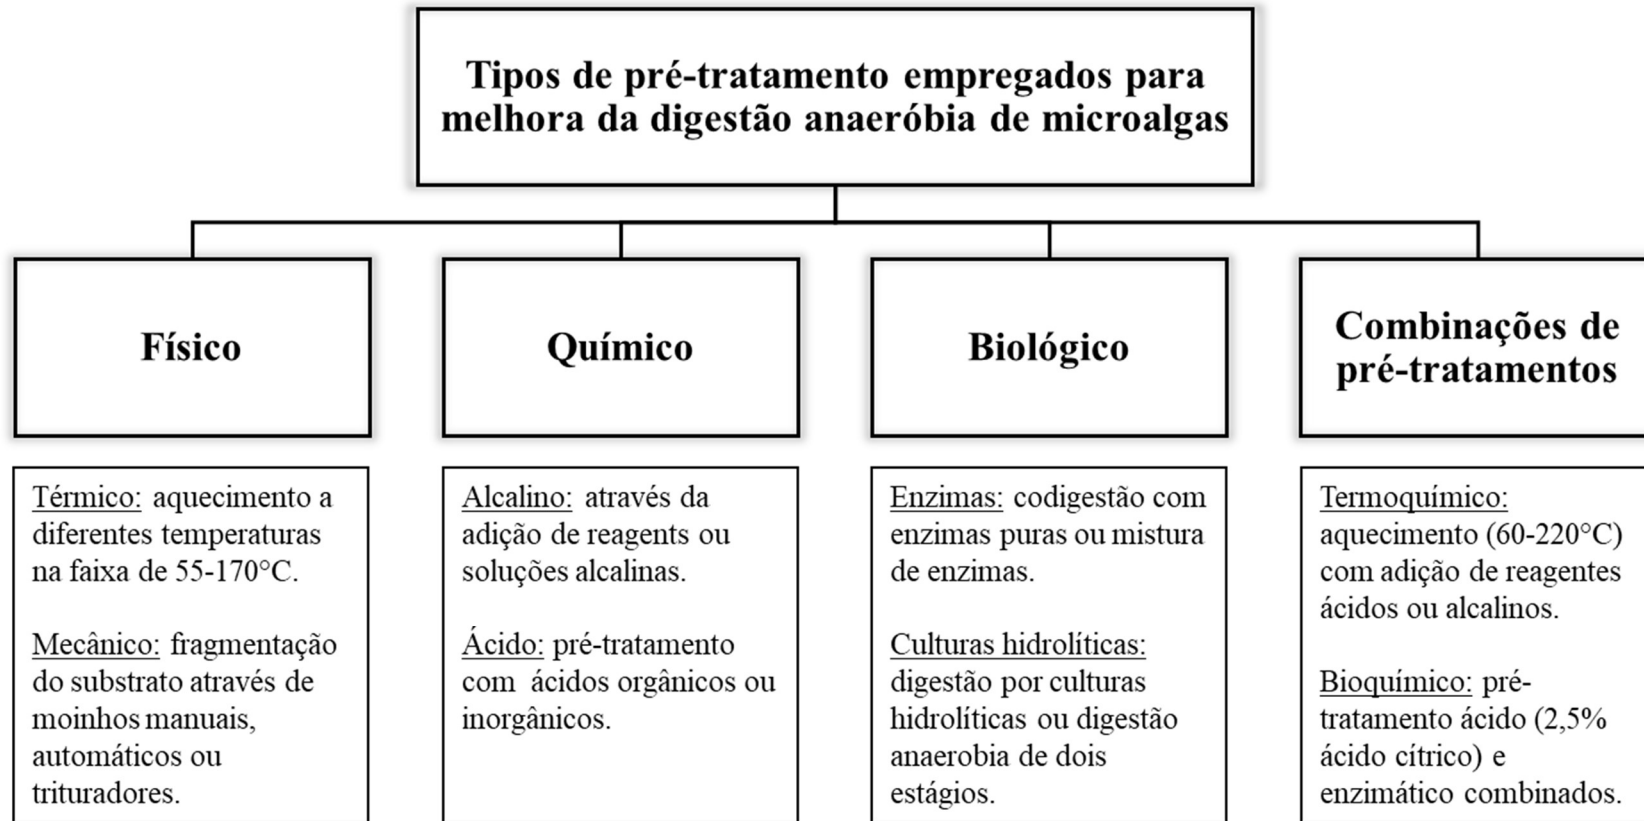 Tipos de pré-tratamento empregados para
melhora da digestão anaeróbia de microalgas
Físico
Químico
Biológico
Combinações de
pré-tratamentos
Térmico: aquecimento a
diferentes temperaturas
na faixa de 55-170°C.
Mecânico: fragmentação
do substrato através de
moinhos manuais,
automáticos ou
trituradores.
Alcalino: através da
adição de reagents ou
soluções alcalinas.
Ácido: pré-tratamento
com ácidos orgânicos ou
inorgânicos.
Enzimas: codigestão com
enzimas puras ou mistura
de enzimas.
Culturas hidrolíticas:
digestão por culturas
hidrolíticas ou digestão
anaerobia de dois
estágios.
Termoquímico:
aquecimento (60-220°C)
com adição de reagentes
ácidos ou alcalinos.
Bioquímico: pré-
tratamento ácido (2,5%
ácido cítrico) e
enzimático combinados.